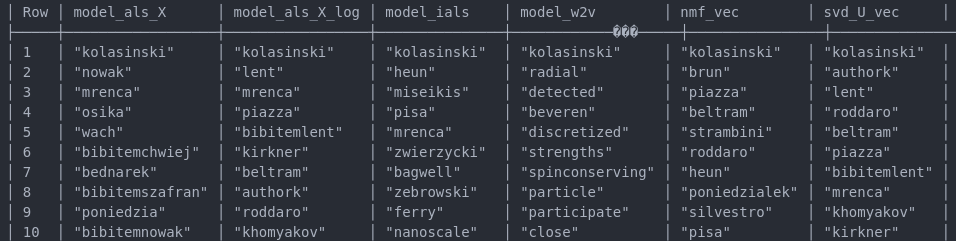 │ Row │ model_als_X │ model_als_X_log │ model_ials │ model_w2v │ nmf_vec │ svd_U_vec │
│ 1 │ "kolasinski" │ "kolasinski" │ "kolasinski" │ "kolasinski" │ "kolasinski" │ "kolasinski" │
│ 2 │ "nowak" │ "lent" │ "heun" │ "radial" │ "brun" │ "authork" │
│ 3 │ "mrenca" │ "mrenca" │ "miseikis" │ "detected" │ "piazza" │ "lent" │
│ 4 │ "osika" │ "piazza" │ "pisa" │ "beveren" │ "beltram" │ "roddaro" │
│ 5 │ "wach" │ "bibitemlent" │ "mrenca" │ "discretized" │ "strambini" │ "beltram" │
│ 6 │ "bibitemchwiej" │ "kirkner" │ "zwierzycki" │ "strengths" │ "roddaro" │ "piazza" │
│ 7 │ "bednarek" │ "beltram" │ "bagwell" │ "spinconserving" │ "heun" │ "bibitemlent" │
│ 8 │ "bibitemszafran" │ "authork" │ "zebrowski" │ "particle" │ "poniedzialek" │ "mrenca" │
│ 9 │ "poniedzia" │ "roddaro" │ "ferry" │ "participate" │ "silvestro" │ "khomyakov" │
│ 10 │ "bibitemnowak" │ "khomyakov" │ "nanoscale" │ "close" │ "pisa" │ "kirkner" │